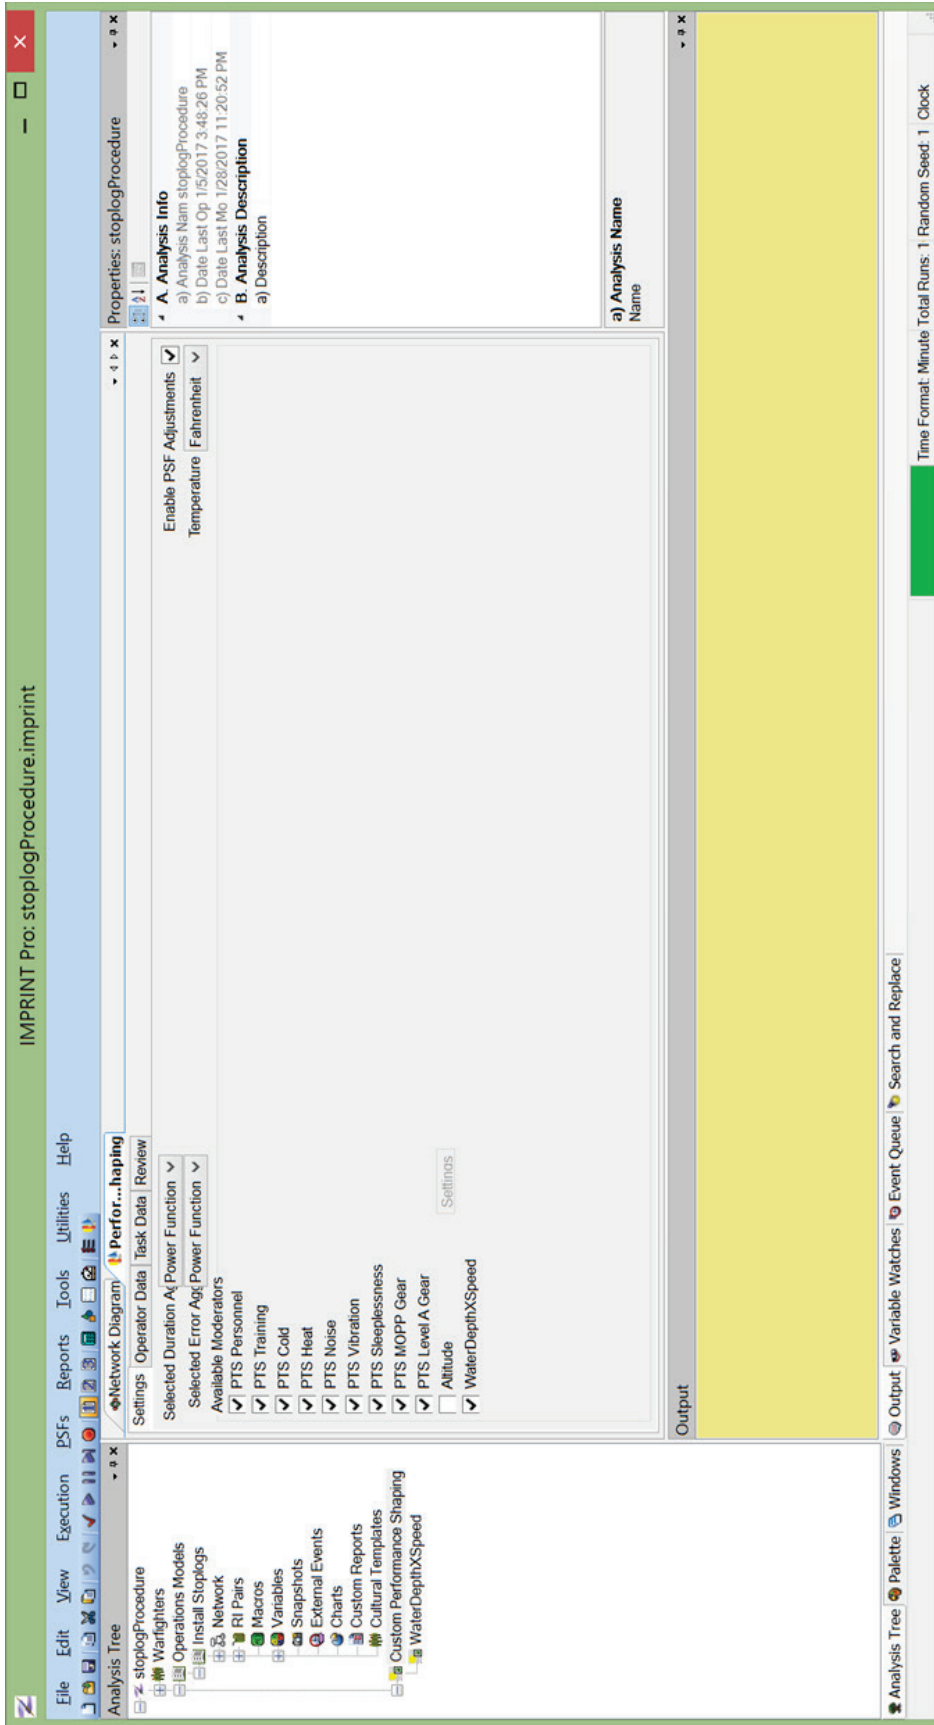 IMPRINT Pro: stoplogProcedure.imprint
File Edit View Execution PSFs Reports Tools Utilities Help
Analysis Tree
stoplogProcedure
Warfighters
Operations Models
Install Stoplogs
Network
RI Pairs
Macros
Variables
Snapshots
External Events
Charts
Custom Reports
Cultural Templates
Custom Performance Shaping
WaterDepthXSpeed
Analysis Tree Palette Windows
Network Diagram Perfor...haping
Settings Operator Data Task Data Review
Selected Duration A Power Function
Enable PSF Adjustments
Selected Error Agg Power Function
Temperature Fahrenheit
Available Moderators
PTS Personnel
PTS Training
PTS Cold
PTS Heat
PTS Noise
PTS Vibration
PTS Sleeplessness
PTS MOPP Gear
PTS Level A Gear
Altitude Settings
WaterDepthXSpeed
Properties: stoplogProcedure
A. Analysis Info
a) Analysis Nam stoplogProcedure
b) Date Last Op 1/5/2017 3:48:26 PM
c) Date Last Mo 1/28/2017 11:20:52 PM
B. Analysis Description
a) Description
a) Analysis Name
Name
Output
Output Variable Watches Event Queue Search and Replace
Time Format: Minute Total Runs: 1 Random Seed: 1 Clock